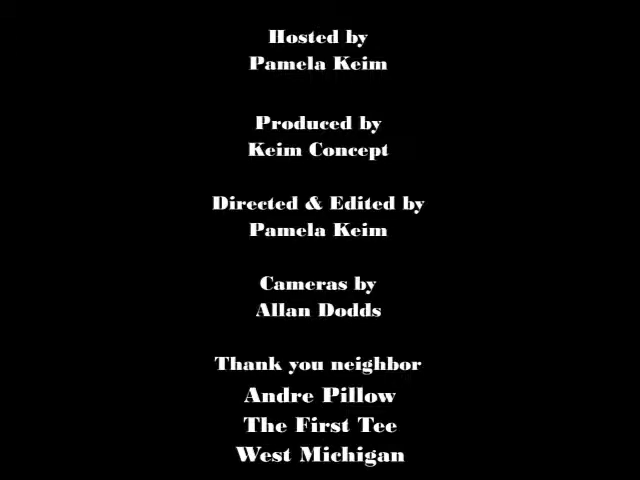 Hosted by
Pamela Keim
Produced by
Keim Concept
Directed & Edited by
Pamela Keim
Cameras by
Allan Dodds
Thank you neighbor
Andre Pillow
The First Tee
West Michigan